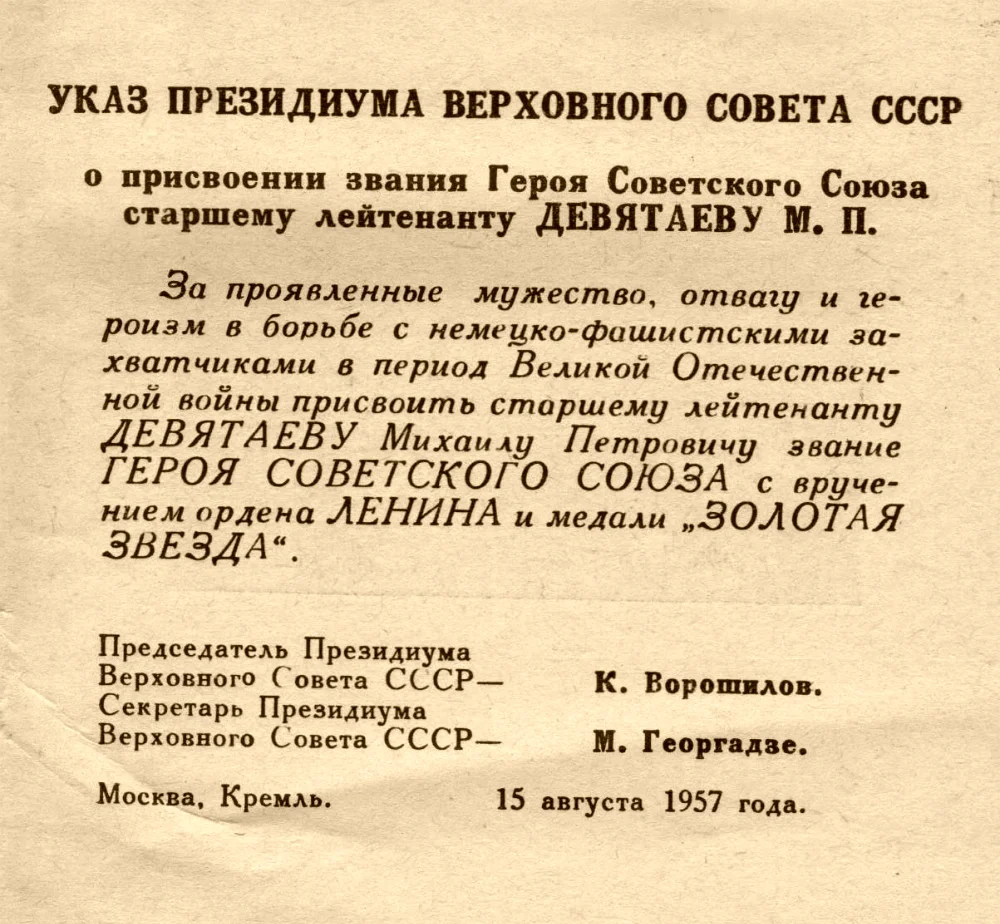 УКАЗ ПРЕЗИДИУМА ВЕРХОВНОГО СОВЕТА СССР
о присвоении звания Героя Советского Союза
старшему лейтенанту ДЕВЯТАЕВУ М. П.
За проявленные мужество, отвагу и ге-
роизм в борьбе с немецко-фашистскими за-
хватчиками в период Великой Отечествен-
ной войны присвоить старшему лейтенанту
ДЕВЯТАЕВУ Михаилу Петровичу звание
ГЕРОЯ СОВЕТСКОГО СОЮЗА с вруче-
нием ордена ЛЕНИНА и медали „ЗОЛОТАЯ
ЗВЕЗДА“.
Председатель Президиума
Верховного Совета СССР— К. Ворошилов.
Секретарь Президиума
Верховного Совета СССР— М. Георгадзе.
Москва, Кремль. 15 августа 1957 года.